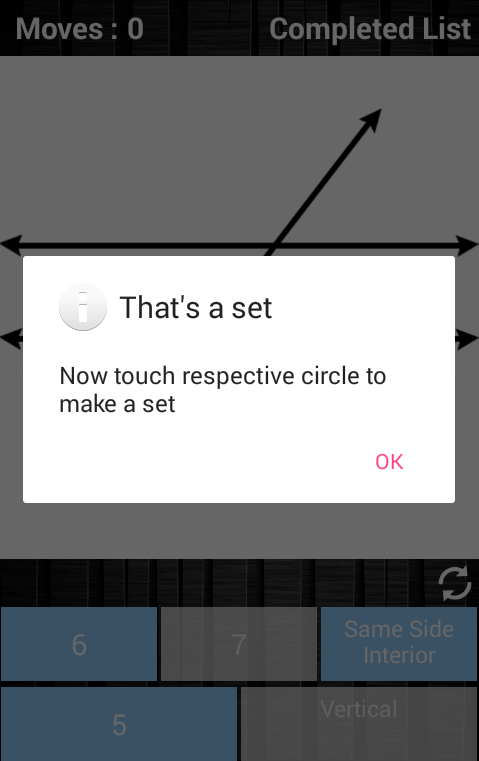 Moves : 0
Completed List
That's a set
Now touch respective circle to
make a set
OK
6
7
Same Side
Interior
5
Vertical